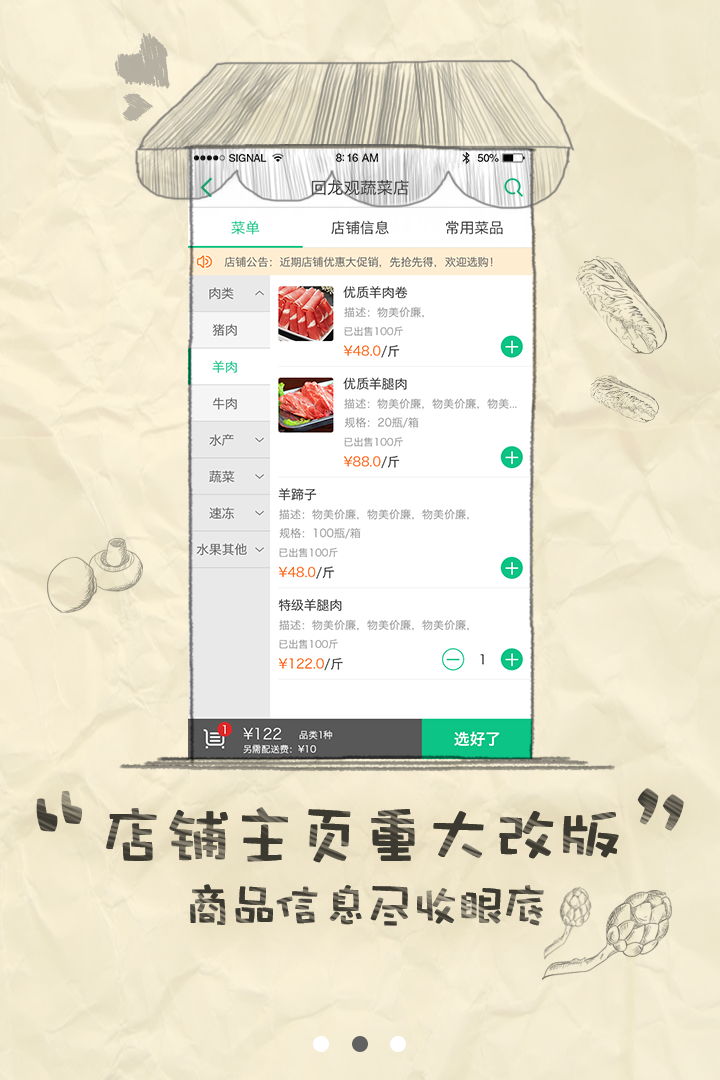 SIGNAL 8:16 AM 50%
回龙观蔬菜店
菜单 店铺信息 常用菜品
店铺公告：近期店铺优惠大促销，先抢先得，欢迎选购！
肉类
猪肉
羊肉
牛肉
水产
蔬菜
速冻
水果其他
优质羊肉卷
描述：物美价廉，
已出售100斤
¥48.0/斤
优质羊腿肉
描述：物美价廉，物美价廉，物美...
规格：20瓶/箱
已出售100斤
¥88.0/斤
羊蹄子
描述：物美价廉，物美价廉，物美价廉，
规格：100瓶/箱
已出售100斤
¥48.0/斤
特级羊腿肉
描述：物美价廉，物美价廉，物美价廉，
已出售100斤
¥122.0/斤 1
1 ¥122 品类1种
另需配送费：¥10
选好了
“店铺主页重大改版”
商品信息尽收眼底